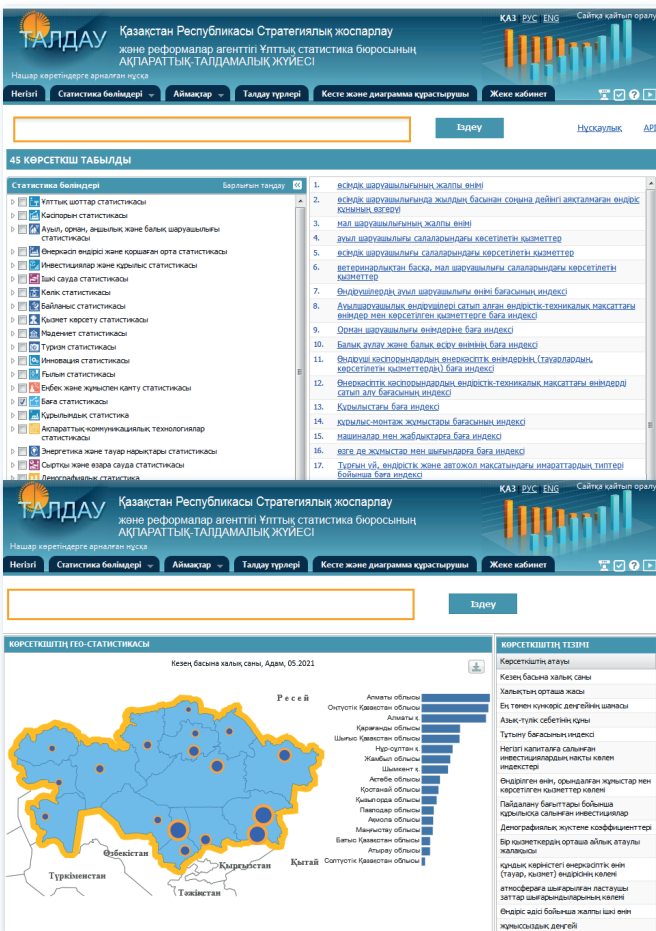 ТАЛДАУ
Қазақстан Республикасы Стратегиялық жоспарлау
және реформалар агенттігі Ұлттық статистика бюросының
АҚПАРАТТЫҚ-ТАЛДАМАЛЫҚ ЖҮЙЕСІ
ҚАЗ РУС ENG Сайтқа қайтып оралу
Нашар көретіндерге арналған нұсқа
Негізгі Статистика бөлімдері Аймақтар Талдау түрлері Кесте және диаграмма құрастырушы Жеке кабинет
Іздеу
Нұсқаулық API
45 КӨРСЕТКІШ ТАБЫЛДЫ
Статистика бөліндері Барлығын таңдау
Ұлттық шоттар статистикасы
Кәсіпорын статистикасы
Ауыл, орман, аңшылық және балық шаруашылығы
статистикасы
Өнеркәсіп өндірісі және қоршаған орта статистикасы
Инвестициялар және құрылыс статистикасы
Ішкі сауда статистикасы
Көлік статистикасы
Байланыс статистикасы
Қызмет көрсету статистикасы
Мәдениет статистикасы
Туризм статистикасы
Инновация статистикасы
Ғылым статистикасы
Еңбек және жұмыспен қамту статистикасы
Баға статистикасы
Құрылымдық статистика
Ақпараттық-коммуникациялық технологиялар
статистикасы
Энергетика және тауар нарықтары статистикасы
Сыртқы және өзара сауда статистикасы
Демографиялық статистика
1. өсімдік шаруашылығының жалпы өнімі
2. өсімдік шаруашылығында жылдың басынан соңына дейінгі аяқталмаған өндіріс
құнының өзгеруі
3. мал шаруашылығының жалпы өнімі
4. ауыл шаруашылығы салаларындағы көсетілетін қызметтер
5. өсімдік шаруашылығы салаларындағы көрсетілетін қызметтер
6. ветеринарлықтан басқа, мал шаруашылығы салаларындағы көрсетілетін
қызметтер
7. Өндірушілердің ауыл шаруашылығы өнімі бағасының индексі
8. Ауылшаруашылық өндірушілері сатып алған өндірістік-техникалық мақсаттағы
өнімдер мен көрсетілген қызметтерге баға индексі
9. Орман шаруашылығы өнімдеріне баға индексі
10. Балық аулау және балық өсіру өнімінің баға индексі
11. Өндіруші кәсіпорындардың өнеркәсіптік өнімдерінің (тауарлардың,
көрсетілетін қызметтердің) баға индексі
12. Өнеркәсіптік кәсіпорындардың өндірістік-техникалық мақсаттағы өнімдерді
сатып алу бағасының индексі
13. Құрылыстағы баға индексі
14. құрылыс-монтаж жұмыстары бағасының индексі
15. машиналар мен жабдықтарға баға индексі
16. өзге де жұмыстар мен шығындарға баға индексі
17. Тұрғын үй, өндірістік және автожол мақсатындағы имараттардың типтері
бойынша баға индексі
ТАЛДАУ
Қазақстан Республикасы Стратегиялық жоспарлау
және реформалар агенттігі Ұлттық статистика бюросының
АҚПАРАТТЫҚ-ТАЛДАМАЛЫҚ ЖҮЙЕСІ
ҚАЗ РУС ENG Сайтқа қайтып оралу
Нашар көретіндерге арналған нұсқа
Негізгі Статистика бөлімдері Аймақтар Талдау түрлері Кесте және диаграмма құрастырушы Жеке кабинет
Іздеу
КӨРСЕТКІШТІҢ ГЕО-СТАТИСТИКАСЫ
Кезең басына халық саны, Адам, 05.2021
Ресей
Өзбекістан
Түркіменстан
Қырғызстан
Тәжікстан
Қытай
Алматы облысы
Оңтүстік Қазақстан облысы
Алматы қ.
Қарағанды облысы
Шығыс Қазақстан облысы
Нұр-сұлтан қ.
Жамбыл облысы
Шымкент қ.
Ақтөбе облысы
Қостанай облысы
Қызылорда облысы
Павлодар облысы
Ақмола облысы
Маңғыстау облысы
Батыс Қазақстан облысы
Атырау облысы
Солтүстік Қазақстан облысы
КӨРСЕТКІШТІҢ ТІЗІМІ
Көрсеткіштің атауы
Кезең басына халық саны
Халықтың орташа жасы
Ең төмен күнкөріс деңгейінің шамасы
Азық-түлік себетінің құны
Тұтыну бағасының индексі
Негізгі капиталға салынған
инвестициялардың нақты көлем
индекстері
Өндірілген өнім, орындалған жұмыстар мен
көрсетілген қызметтер көлемі
Пайдалану бағыттары бойынша
құрылысқа салынған инвестициялар
Демографиялық жүктеме коэффициенттері
Бір қызметкердің орташа айлық атаулы
жалақысы
құндық көріністегі өнеркәсіптік өнім
(тауар, қызмет) өндірісінің көлемі
атмосфераға шығарылған ластаушы
заттар шығарындыларының көлемі
Өндіріс әдісі бойынша жалпы ішкі өнім
жұмыссыздық деңгейі